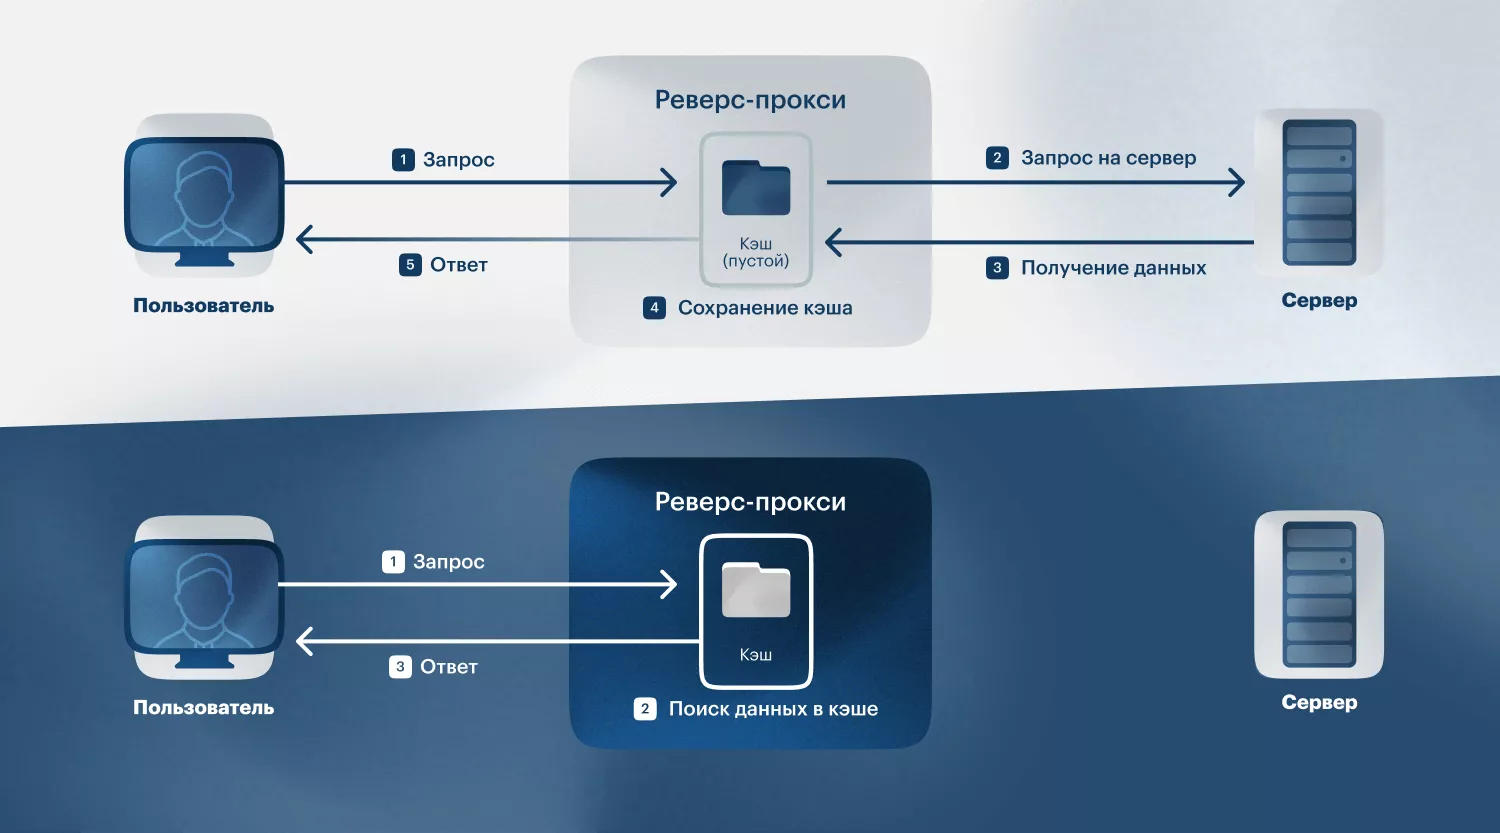 Реверс-прокси
1 Запрос
2 Запрос на сервер
Кэш
(пустой)
5 Ответ
3 Получение данных
4 Сохранение кэша
Пользователь
Сервер
Реверс-прокси
1 Запрос
Кэш
3 Ответ
2 Поиск данных в кэше
Пользователь
Сервер